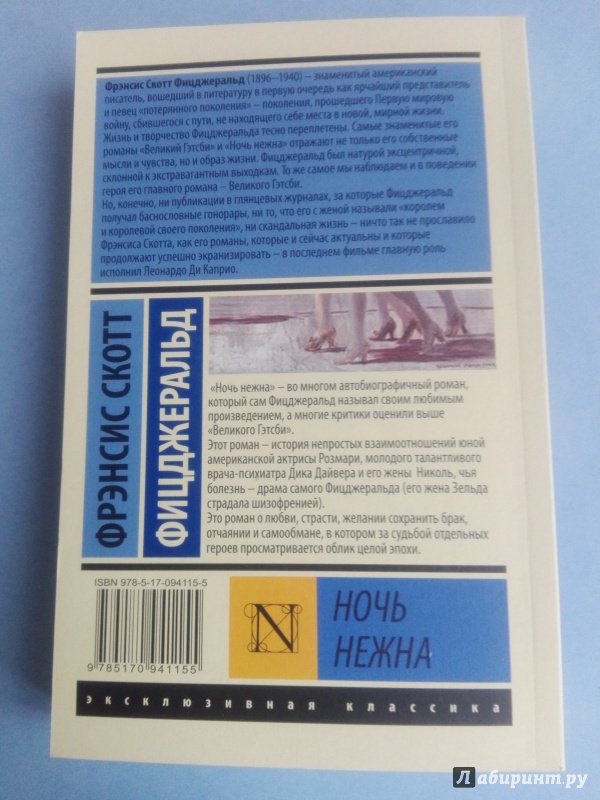 Фрэнсис Скотт Фицджеральд (1896–1940) – знаменитый американский
писатель, вошедший в литературу в первую очередь как ярчайший представитель
и певец «потерянного поколения» – поколения, прошедшего Первую мировую
войну, сбившегося с пути, не находящего себе места в новой, мирной жизни.
Жизнь и творчество Фицджеральда тесно переплетены. Самые знаменитые его
романы «Великий Гэтсби» и «Ночь нежна» отражают не только его собственные
мысли и чувства, но и образ жизни. Фицджеральд был натурой эксцентричной,
склонной к экстравагантным выходкам. То же самое мы наблюдаем и в поведении
героя его главного романа – Великого Гэтсби.
Но, конечно, ни публикации в глянцевых журналах, за которые Фицджеральд
получал баснословные гонорары, ни то, что его с женой называли «королем
и королевой своего поколения», ни скандальная жизнь – ничто так не прославило
Фрэнсиса Скотта, как его романы, которые и сейчас актуальны и которые
продолжают успешно экранизировать – в последнем фильме главную роль
исполнил Леонардо Ди Каприо.
ФРЭНСИС СКОТТ
ФИЦДЖЕРАЛЬД
«Ночь нежна» – во многом автобиографичный роман,
который сам Фицджеральд называл своим любимым
произведением, а многие критики оценили выше
«Великого Гэтсби».
Этот роман – история непростых взаимоотношений юной
американской актрисы Розмари, молодого талантливого
врача-психиатра Дика Дайвера и его жены Николь, чья
болезнь – драма самого Фицджеральда (его жена Зельда
страдала шизофренией).
Это роман о любви, страсти, желании сохранить брак,
отчаянии и самообмане, в котором за судьбой отдельных
героев просматривается облик целой эпохи.
ISBN 978-5-17-094115-5
9 785170 941155
N
НОЧЬ
НЕЖНА
эксклюзивная классика
Лабиринт.ру